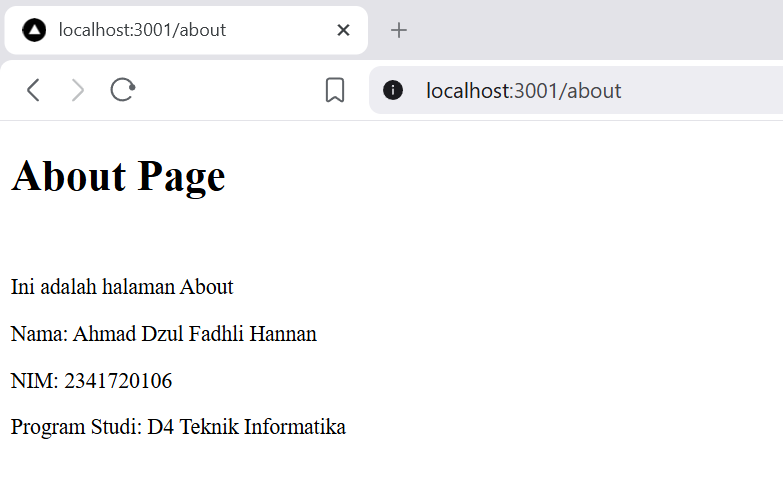 localhost:3001/about
localhost:3001/about
About Page
Ini adalah halaman About
Nama: Ahmad Dzul Fadhli Hannan
NIM: 2341720106
Program Studi: D4 Teknik Informatika